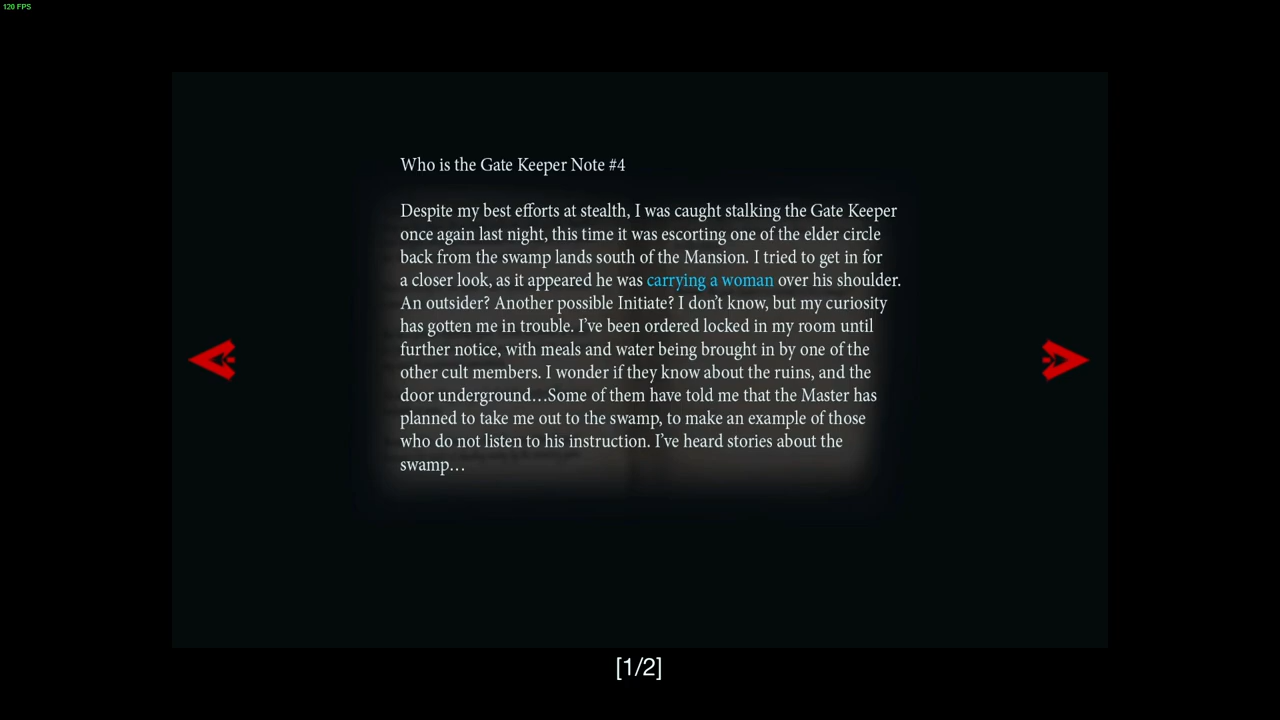 120 FPS
Who is the Gate Keeper Note #4
Despite my best efforts at stealth, I was caught stalking the Gate Keeper
once again last night, this time it was escorting one of the elder circle
back from the swamp lands south of the Mansion. I tried to get in for
a closer look, as it appeared he was carrying a woman over his shoulder.
An outsider? Another possible Initiate? I don’t know, but my curiosity
has gotten me in trouble. I’ve been ordered locked in my room until
further notice, with meals and water being brought in by one of the
other cult members. I wonder if they know about the ruins, and the
door underground…Some of them have told me that the Master has
planned to take me out to the swamp, to make an example of those
who do not listen to his instruction. I’ve heard stories about the
swamp…
[1/2]